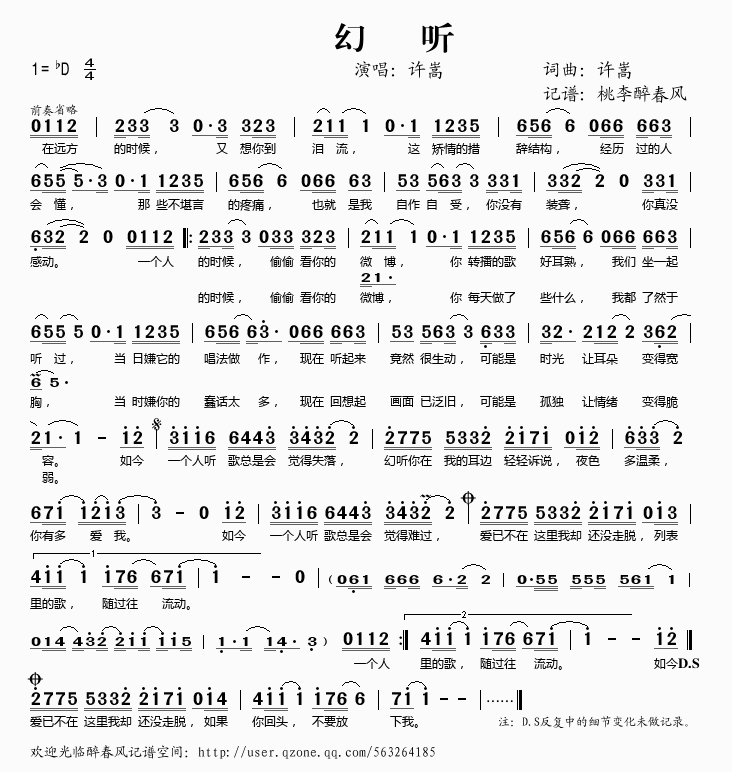 幻 听
1= ♭D 4/4 演唱：许嵩 词曲：许嵩
记谱：桃李醉春风
前奏省略
0112 | 233 3 0·3 323 | 211 1 0·1 1235 | 656 6 066 663 |
在远方 的时候， 又 想你到 泪 流， 这 矫情的措 辞结构， 经历 过的人
655 5·3 0·1 1235 | 656 6 066 63 | 53 563 3 331 | 332 2 0 331 |
会 懂， 那 些不堪言 的疼痛， 也就 是我 自作 自 受，你没有 装聋， 你真没
632 2 0 0112 ‖: 233 3 033 323 | 211 1 0·1 1235 | 656 6 066 663 |
感动。 一个人 的时候， 偷偷 看你的 微 博， 你 转播的歌 好耳熟， 我们 坐一起
21·
的时候， 偷偷 看你的 微博， 你 每天做了 些什么，我都 了然于
655 5 0·1 1235 | 656 63· 066 663 | 53 563 3 633 | 32· 212 2 362 |
听 过， 当 日嫌它的 唱法做 作，现在 听起来 竟然 很生动，可能是 时光 让耳朵 变得宽
6 5·
胸， 当 时嫌你的 蠢话太 多，现在 回想起 画面 已泛旧，可能是 孤独 让情绪 变得脆
21· 1 - 12 | 3116 6443 3432 2 | 2775 5332 2171 012 | 633 2 |
容。 如今 一个人听 歌总是会 觉得失落， 幻听你在 我的耳边 轻轻诉说，夜色 多温柔，
弱。
671 1213 | 3 - 0 12 | 3116 6443 3432 2 | 2775 5332 2171 013 |
你有多 爱 我。 如今 一个人听 歌总是会 觉得难过， 爱已不在 这里我却 还没走脱，列表
1
411 1 176 671 | 1 - - 0 | （061 666 6·2 2 | 0·55 555 561 1 |
里的歌， 随过往 流动。
014 432 211 115 | 1·1 14· 3） 0112 :‖ 411 1 176 671 | 1 - - 12 ‖
2
一个人 里的歌，随过往 流动。 如今D.S
2775 5332 2171 014 | 411 1 176 6 | 71 1 - - |……‖
爱已不在 这里我却 还没走脱，如果 你回头， 不要放 下我。 注：D.S反复中的细节变化未做记录。
欢迎光临醉春风记谱空间：http://user.qzone.qq.com/563264185